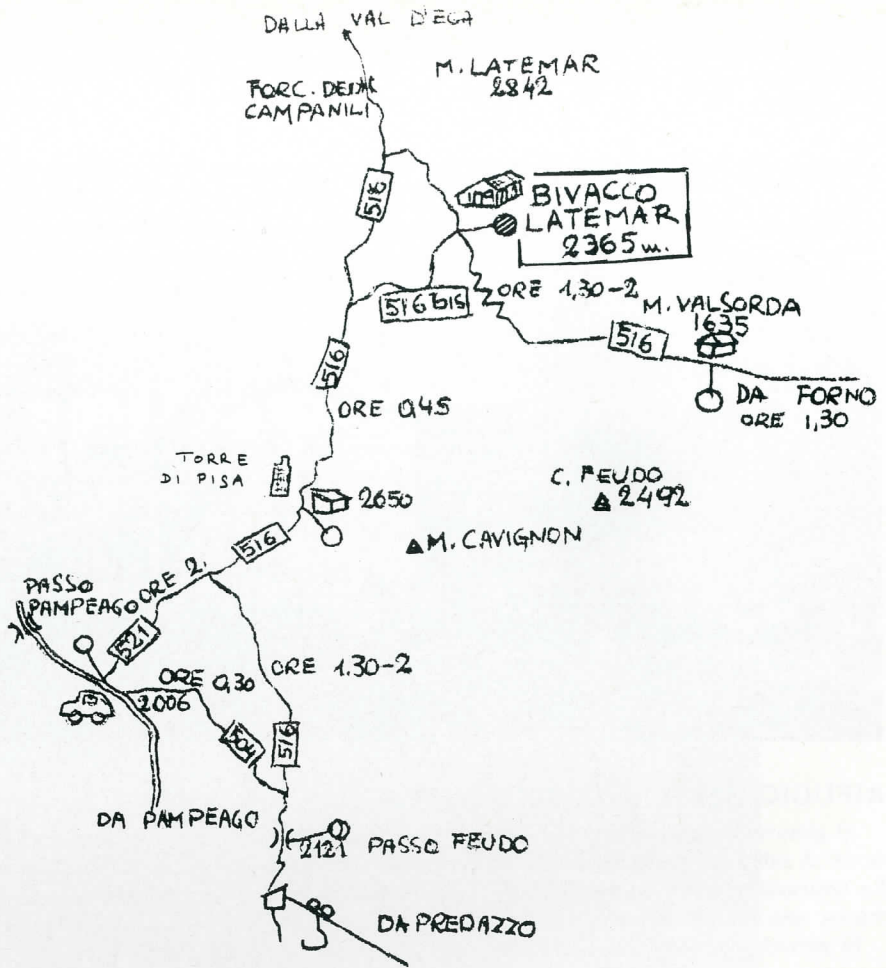 DALLA VAL D'EGA
M. LATEMAR
2842
FORC. DEI
CAMPANILI
516
BIVACCO
LATEMAR
2365 m.
516 bis
ORE 1,30-2
M. VALSORDA
1635
516
516
DA FORNO
ORE 1,30
ORE 0,45
TORRE
DI PISA
2650
C. FEUDO
2492
M. CAVIGNON
516
ORE 2.
PASSO
PAMPEAGO
521
ORE 0,30
ORE 1.30-2
2006
504
516
DA PAMPEAGO
2121
PASSO FEUDO
DA PREDAZZO